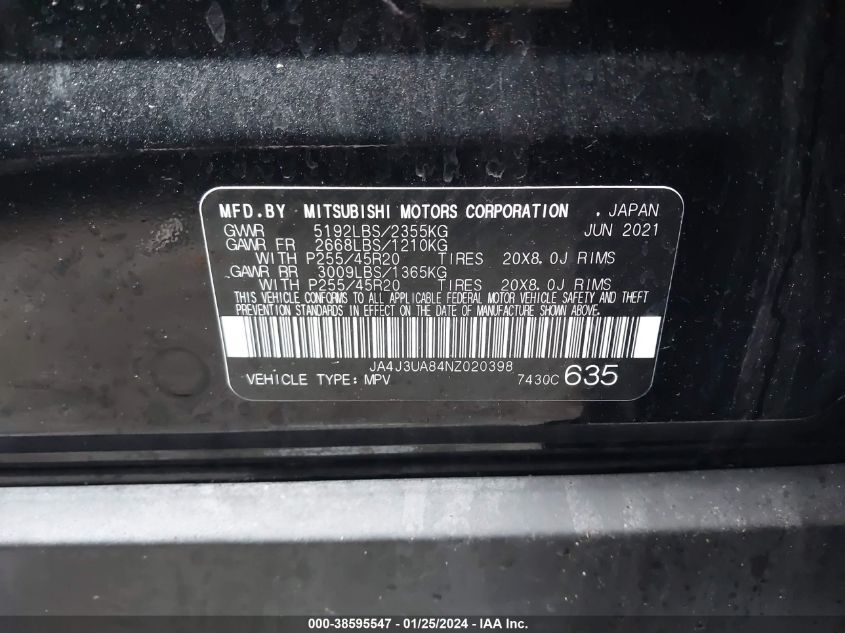 MFD.BY MITSUBISHI MOTORS CORPORATION . JAPAN
GVWR 5192LBS/2355KG JUN 2021
GAWR FR 2668LBS/1210KG
WITH P255/45R20 TIRES 20X8.0J RIMS
GAWR RR 3009LBS/1365KG
WITH P255/45R20 TIRES 20X8.0J RIMS
THIS VEHICLE CONFORMS TO ALL APPLICABLE FEDERAL MOTOR VEHICLE SAFETY AND THEFT
PREVENTION STANDARDS IN EFFECT ON THE DATE OF MANUFACTURE SHOWN ABOVE.
JA4J3UA84NZ020398
VEHICLE TYPE: MPV 7430C 635
000-38595547 / 01/25/2024 - IAA Inc.